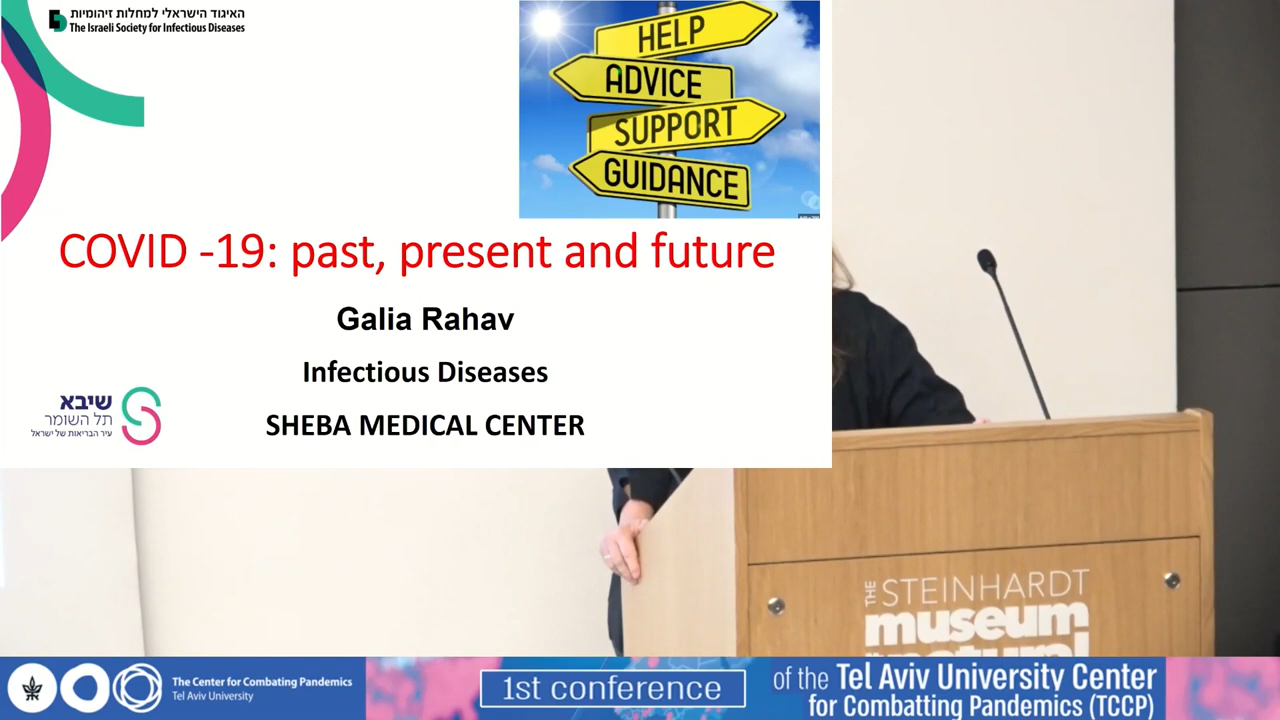 האיגוד הישראלי למחלות זיהומיות
The Israeli Society for Infectious Diseases
HELP
ADVICE
SUPPORT
GUIDANCE
COVID -19: past, present and future
Galia Rahav
Infectious Diseases
SHEBA MEDICAL CENTER
שיבא
תל השומר
עיר הבריאות של ישראל
THE STEINHARDT
museum
The Center for Combating Pandemics
Tel Aviv University
1st conference
of the Tel Aviv University Center
for Combatting Pandemics (TCCP)